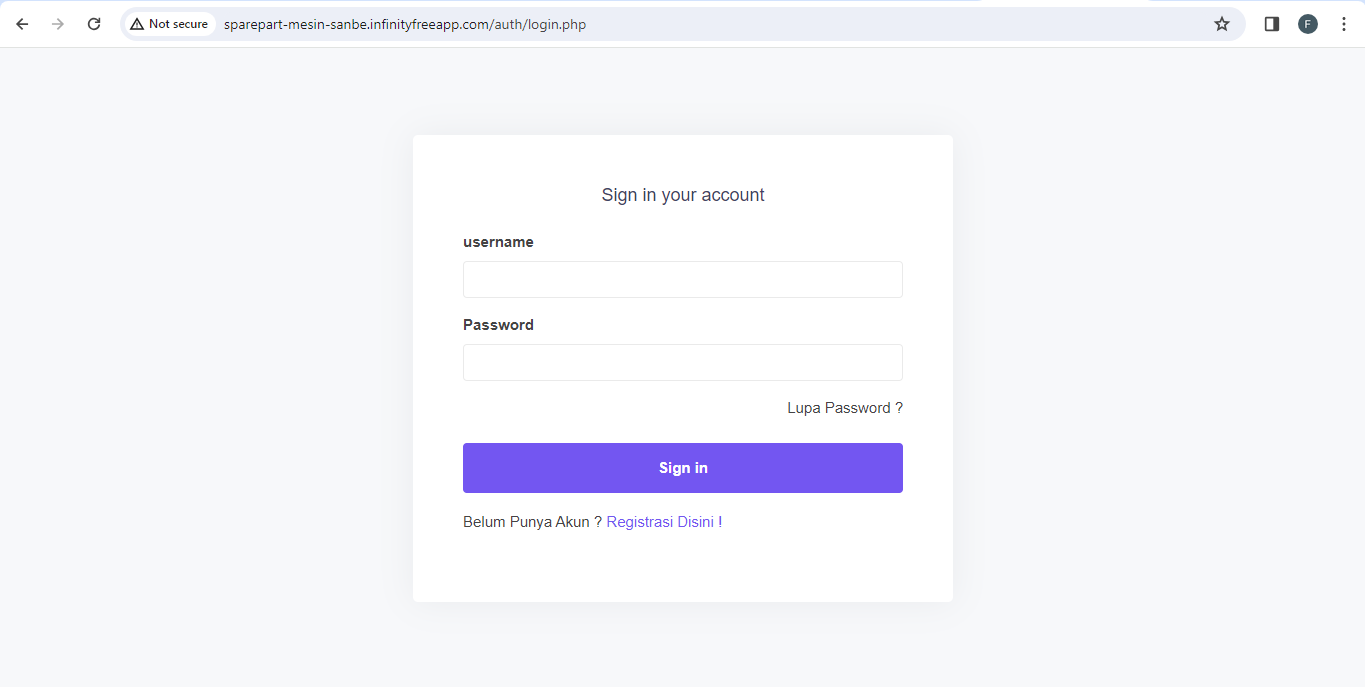 Not secure sparepart-mesin-sanbe.infinityfreeapp.com/auth/login.php F
Sign in your account
username
Password
Lupa Password ?
Sign in
Belum Punya Akun ? Registrasi Disini !